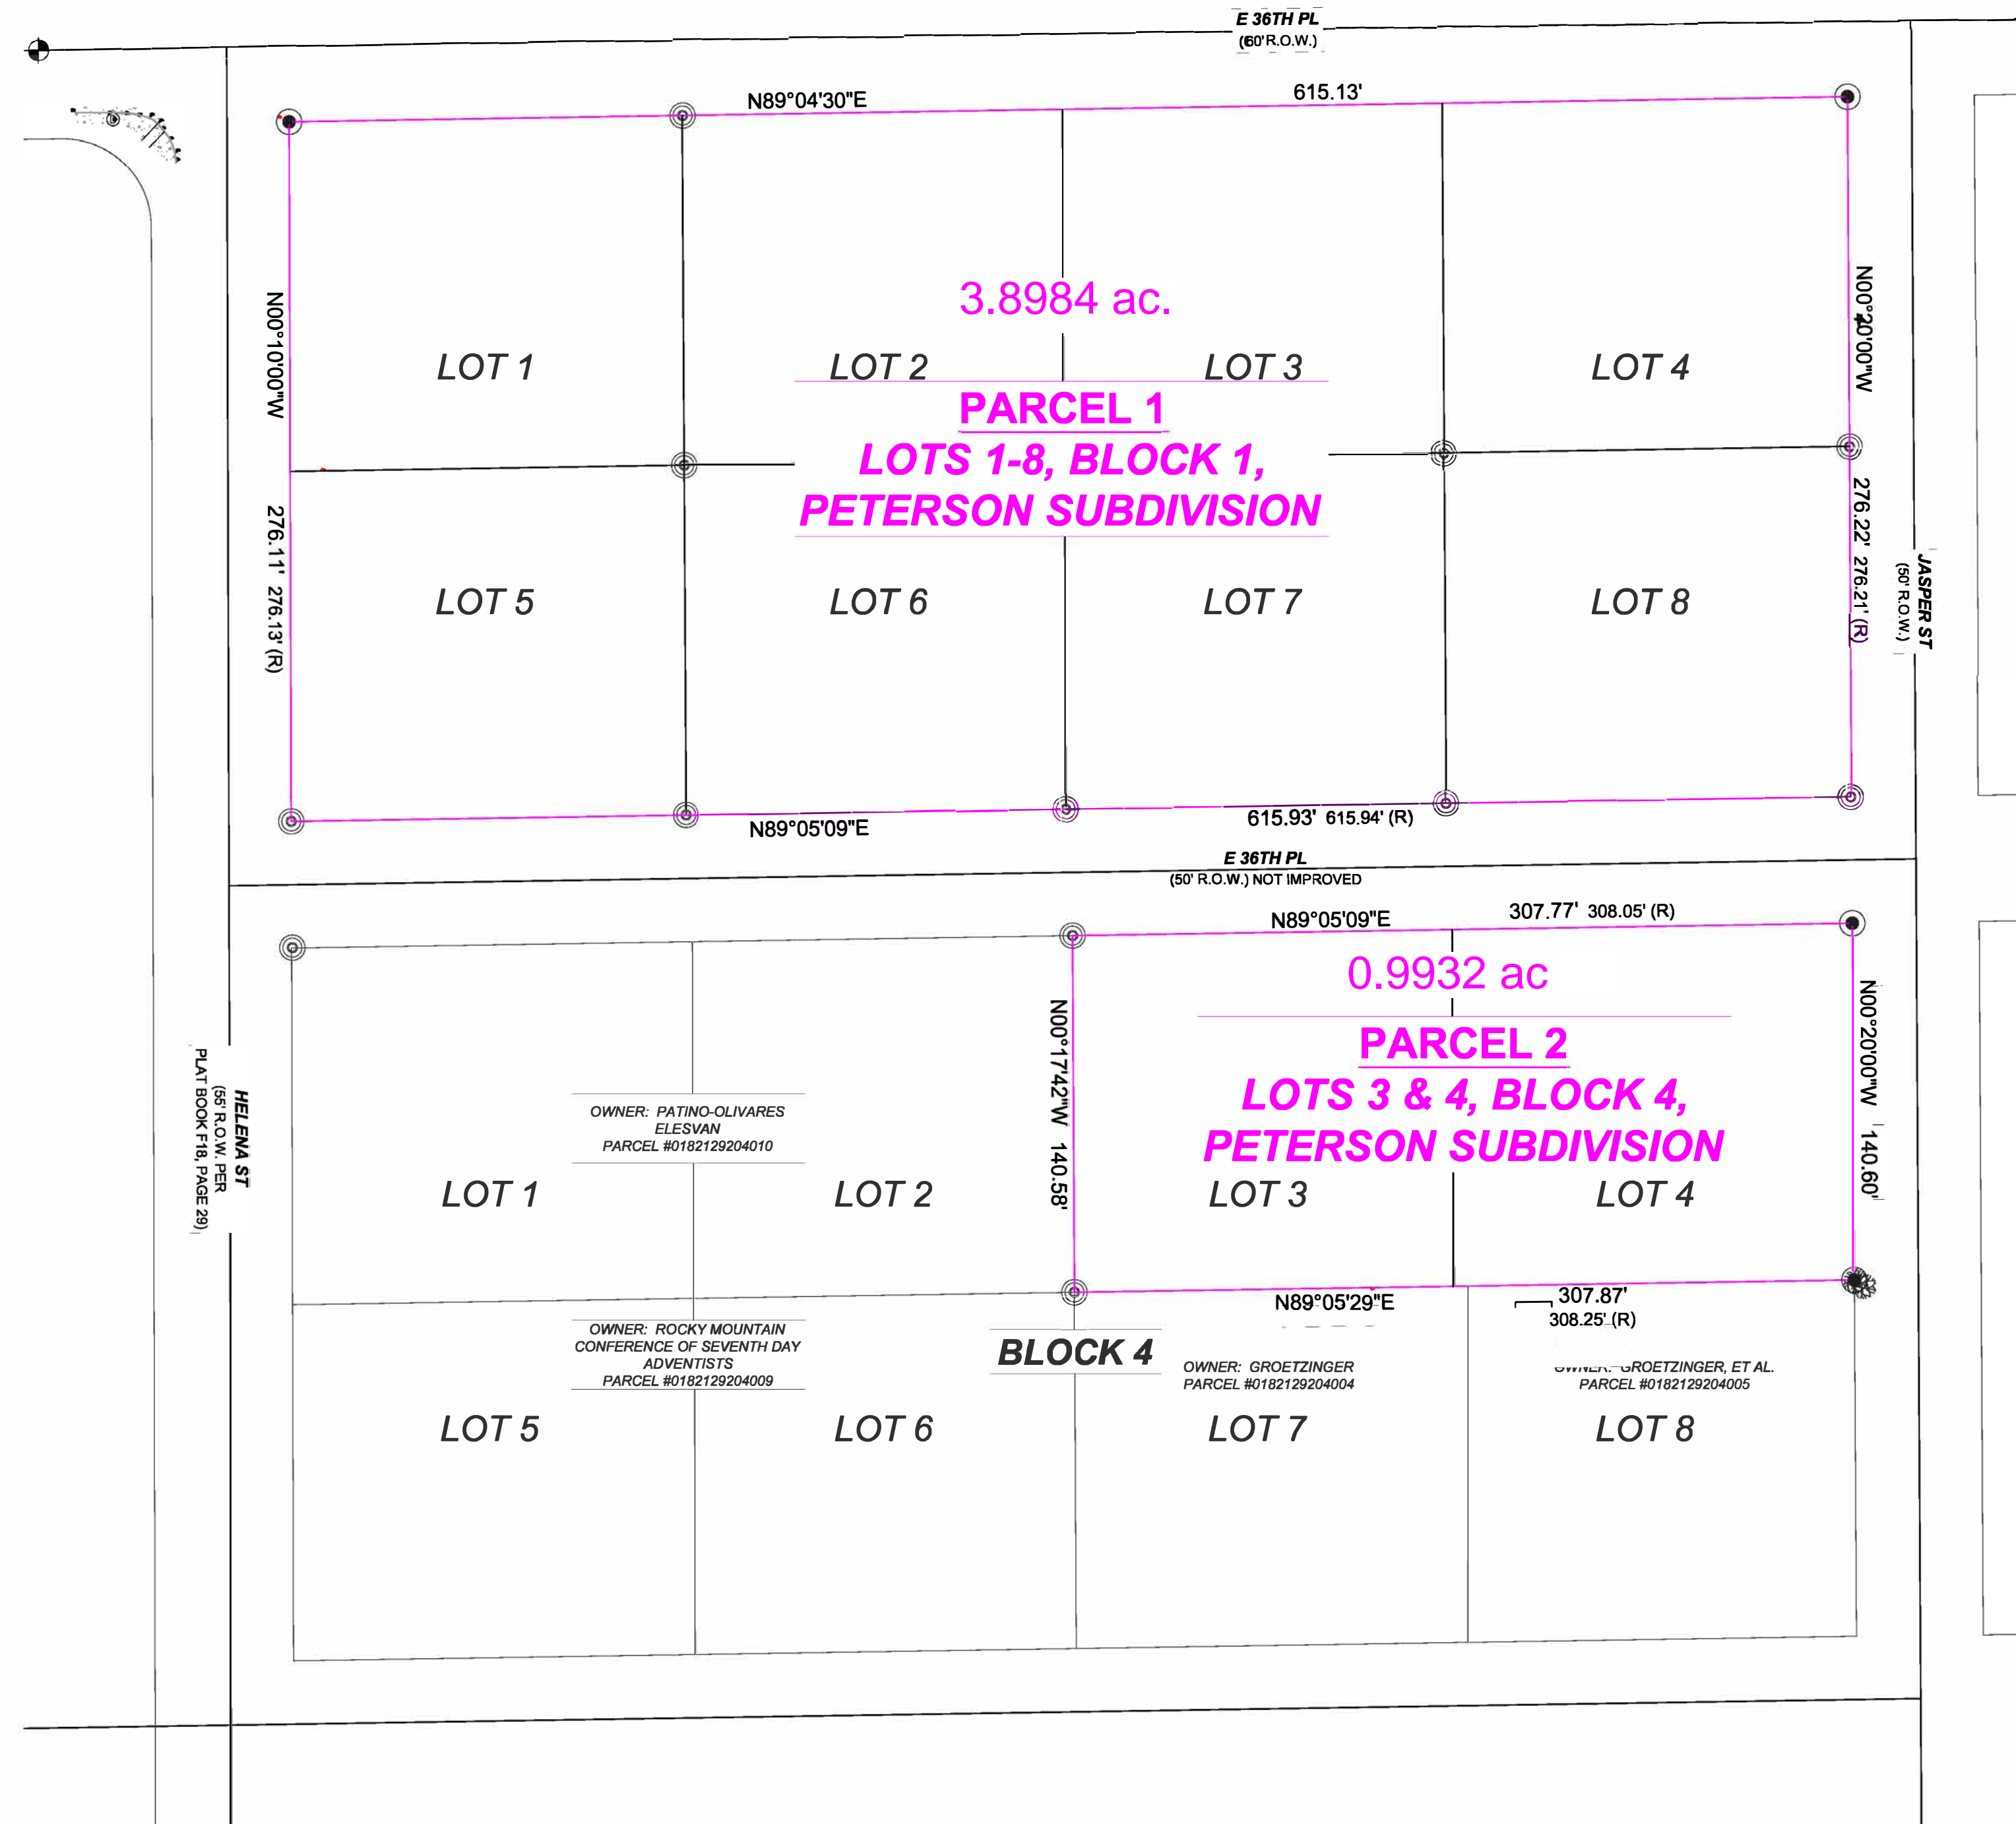 E 36TH PL
(60' R.O.W.)
N89°04'30"E
615.13'
N00°10'00"W
276.11' 276.13' (R)
N00°20'00"W
276.22' 276.21' (R)
3.8984 ac.
LOT 1
LOT 2
LOT 3
LOT 4
PARCEL 1
LOTS 1-8, BLOCK 1,
PETERSON SUBDIVISION
LOT 5
LOT 6
LOT 7
LOT 8
JASPER ST
(50' R.O.W.)
N89°05'09"E
615.93' 615.94' (R)
E 36TH PL
(50' R.O.W.) NOT IMPROVED
N89°05'09"E
307.77' 308.05' (R)
0.9932 ac
N00°17'42"W 140.58'
N00°20'00"W 140.60'
PARCEL 2
LOTS 3 & 4, BLOCK 4,
PETERSON SUBDIVISION
HELENA ST
(55' R.O.W. PER
PLAT BOOK F18, PAGE 29)
OWNER: PATINO-OLIVARES
ELESVAN
PARCEL #0182129204010
LOT 1
LOT 2
LOT 3
LOT 4
N89°05'29"E
307.87'
308.25' (R)
OWNER: ROCKY MOUNTAIN
CONFERENCE OF SEVENTH DAY
ADVENTISTS
PARCEL #0182129204009
BLOCK 4
OWNER: GROETZINGER
PARCEL #0182129204004
OWNER: GROETZINGER, ET AL.
PARCEL #0182129204005
LOT 5
LOT 6
LOT 7
LOT 8